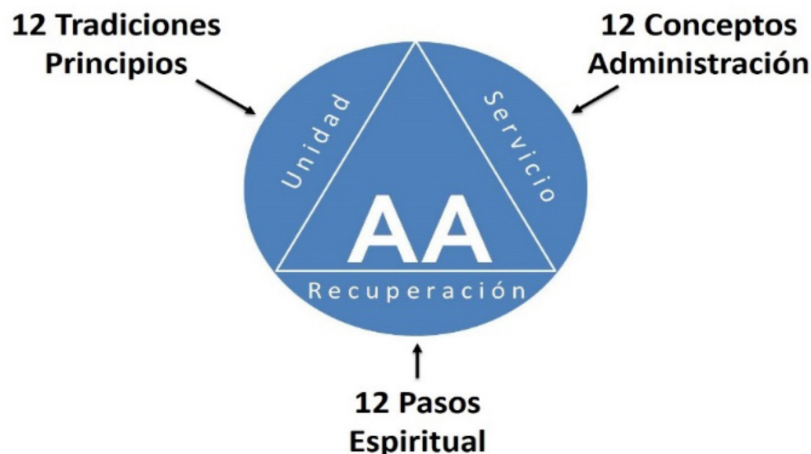 12 Tradiciones
Principios
12 Conceptos
Administración
Unidad
Servicio
AA
Recuperación
12 Pasos
Espiritual